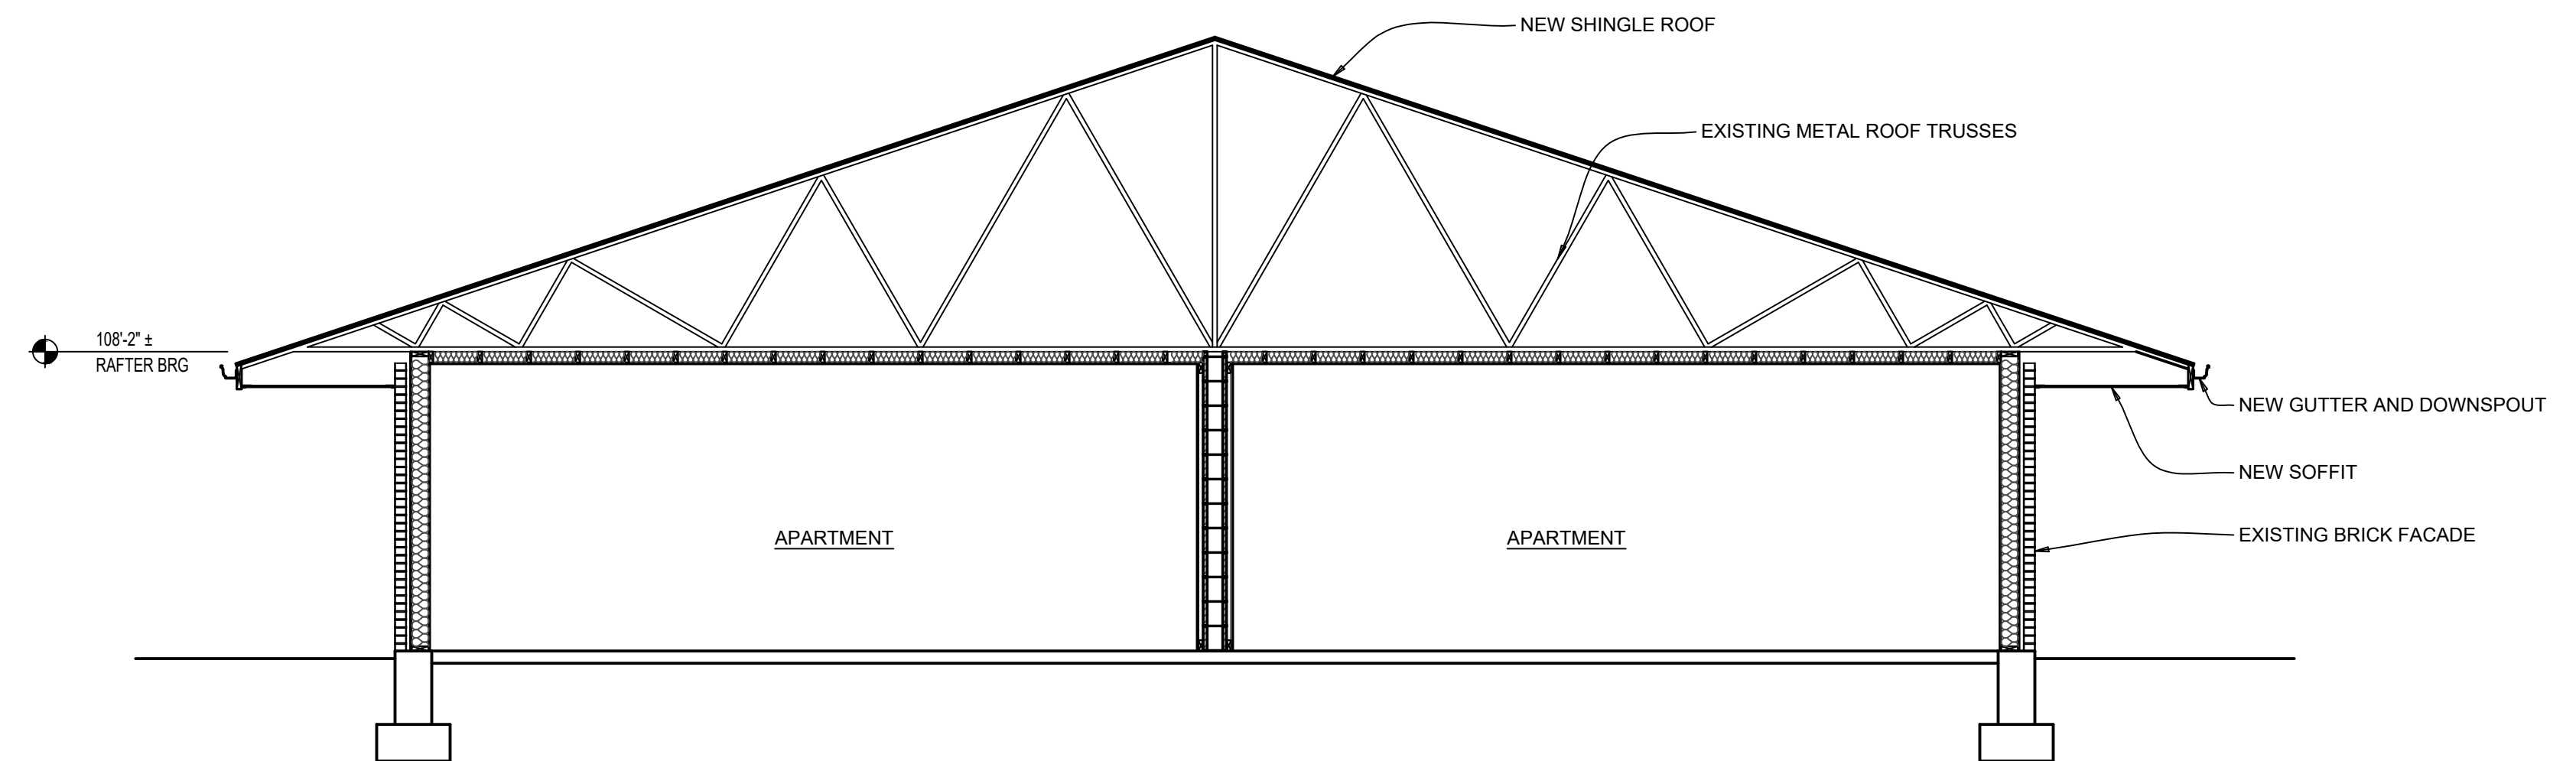 NEW SHINGLE ROOF
EXISTING METAL ROOF TRUSSES
108'-2" ±
RAFTER BRG
NEW GUTTER AND DOWNSPOUT
NEW SOFFIT
EXISTING BRICK FACADE
APARTMENT
APARTMENT